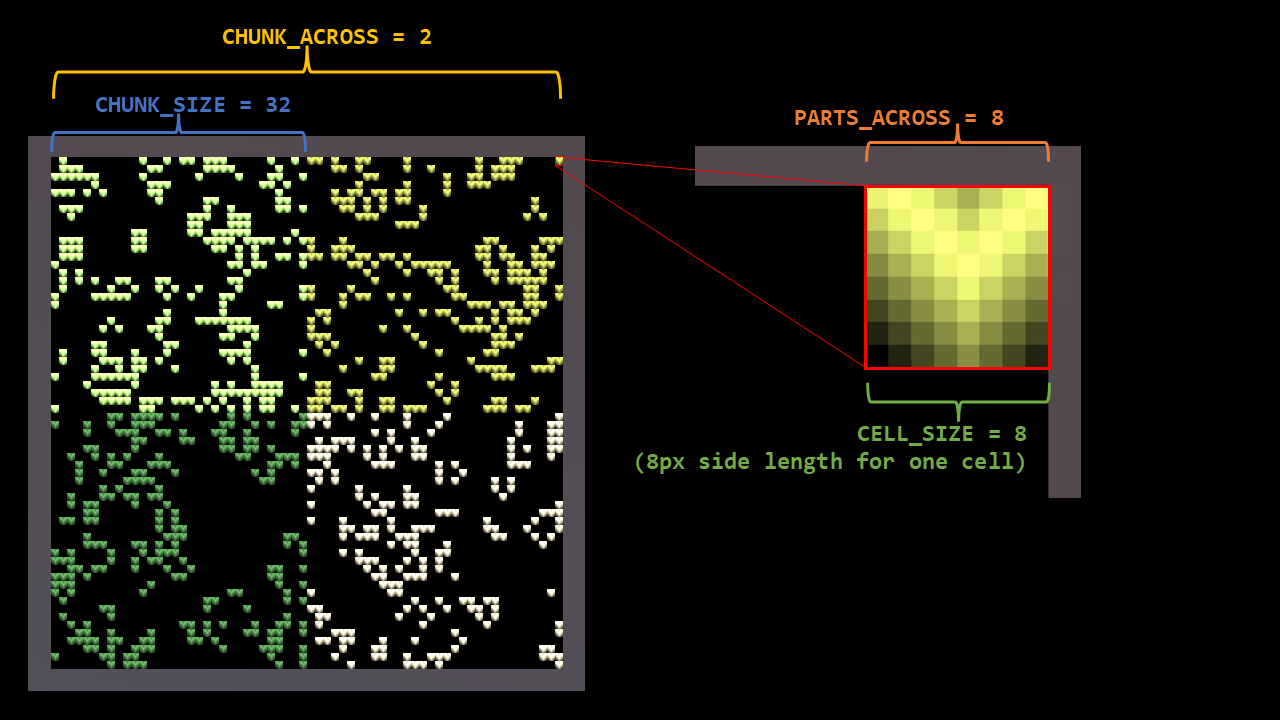 CHUNK_ACROSS = 2
CHUNK_SIZE = 32
PARTS_ACROSS = 8
CELL_SIZE = 8
(8px side length for one cell)